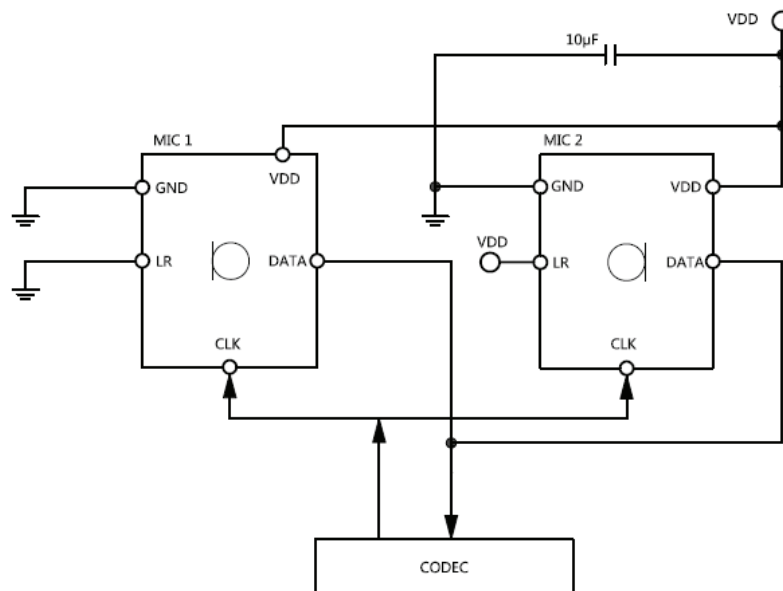 VDD
10µF
MIC 1
MIC 2
VDD
GND
GND
VDD
VDD
LR
DATA
LR
DATA
CLK
CLK
CODEC